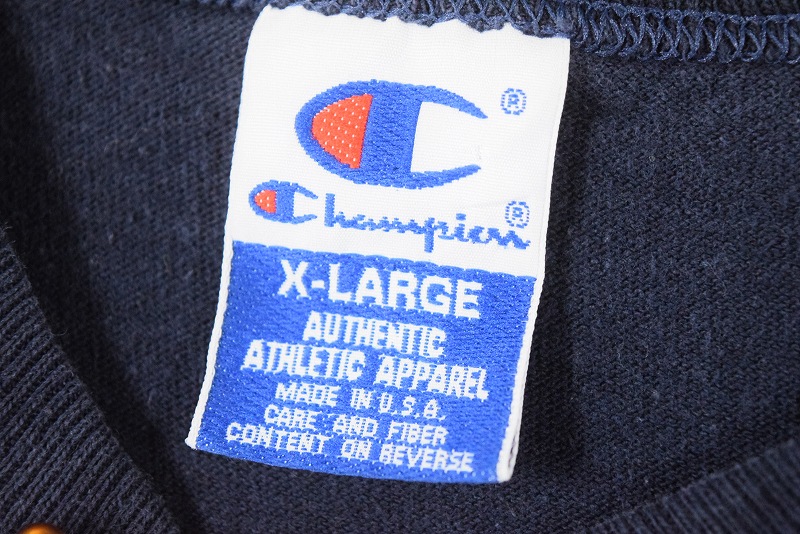 ®
Champion®
X-LARGE
AUTHENTIC
ATHLETIC APPAREL
MADE IN U.S.A.
CARE AND FIBER
CONTENT ON REVERSE